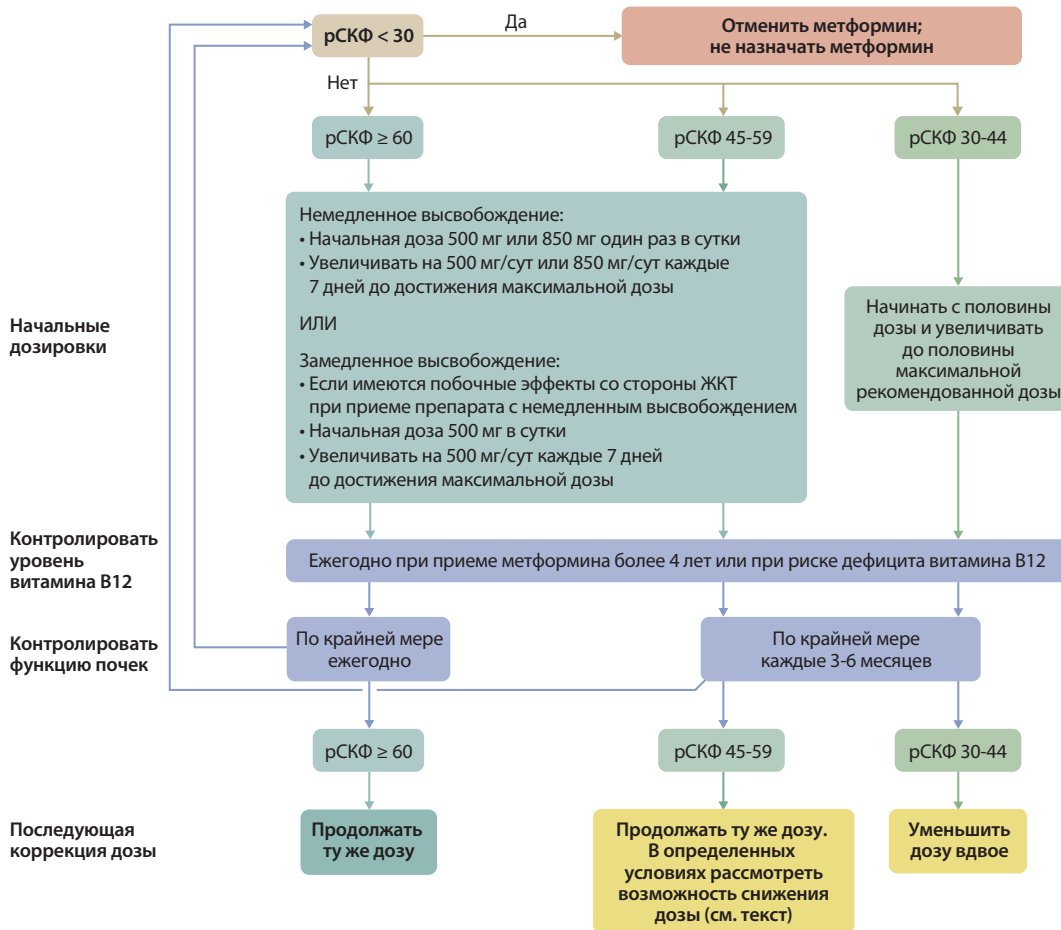 рСКФ < 30
Да
Отменить метформин;
не назначать метформин
Нет
рСКФ ≥ 60
рСКФ 45-59
рСКФ 30-44
Начальные
дозировки
Немедленное высвобождение:
• Начальная доза 500 мг или 850 мг один раз в сутки
• Увеличивать на 500 мг/сут или 850 мг/сут каждые
7 дней до достижения максимальной дозы
ИЛИ
Замедленное высвобождение:
• Если имеются побочные эффекты со стороны ЖКТ
при приеме препарата с немедленным высвобождением
• Начальная доза 500 мг в сутки
• Увеличивать на 500 мг/сут каждые 7 дней
до достижения максимальной дозы
Начинать с половины
дозы и увеличивать
до половины
максимальной
рекомендованной дозы
Контролировать
уровень
витамина В12
Ежегодно при приеме метформина более 4 лет или при риске дефицита витамина В12
Контролировать
функцию почек
По крайней мере
ежегодно
По крайней мере
каждые 3-6 месяцев
рСКФ ≥ 60
рСКФ 45-59
рСКФ 30-44
Последующая
коррекция дозы
Продолжать
ту же дозу
Продолжать ту же дозу.
В определенных
условиях рассмотреть
возможность снижения
дозы (см. текст)
Уменьшить
дозу вдвое